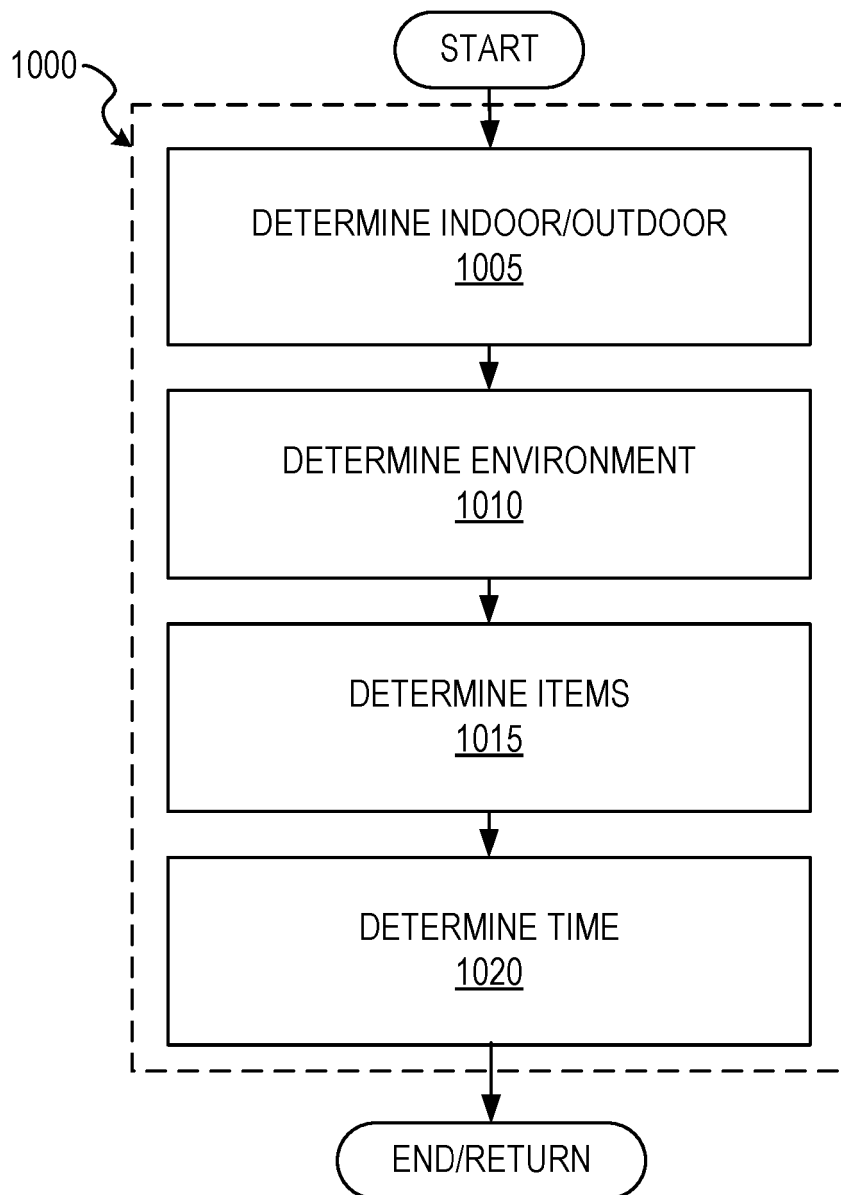 START
1000
DETERMINE INDOOR/OUTDOOR
1005
DETERMINE ENVIRONMENT
1010
DETERMINE ITEMS
1015
DETERMINE TIME
1020
END/RETURN